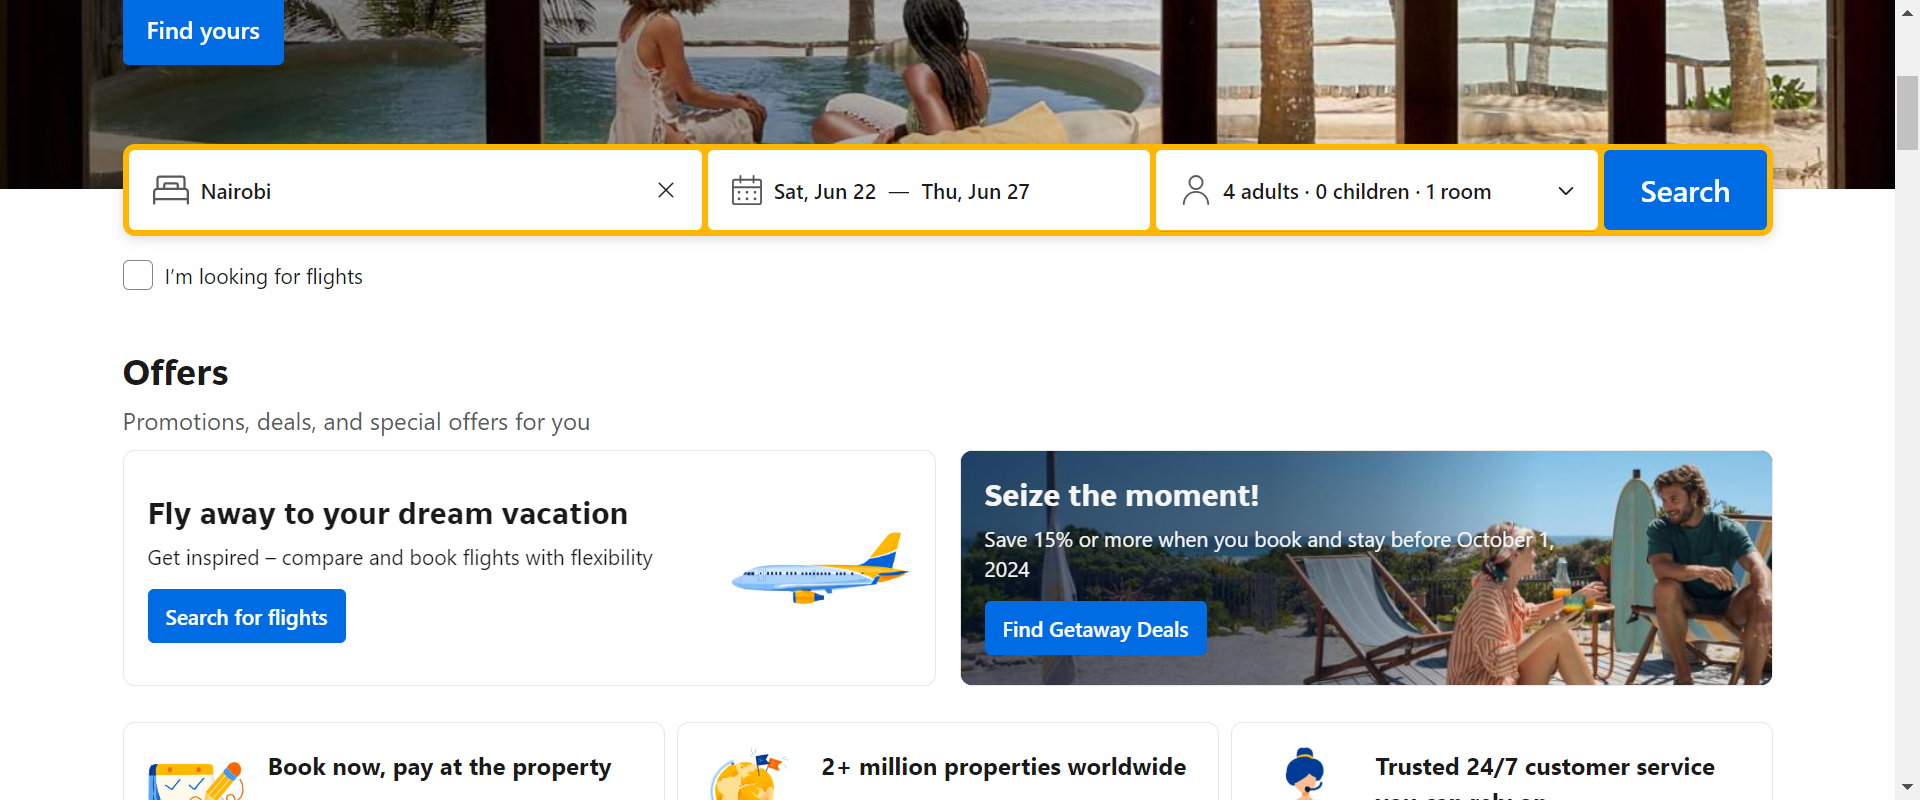 Find yours
Nairobi
Sat, Jun 22 — Thu, Jun 27
4 adults · 0 children · 1 room
Search
I'm looking for flights
Offers
Promotions, deals, and special offers for you
Fly away to your dream vacation
Get inspired – compare and book flights with flexibility
Search for flights
Seize the moment!
Save 15% or more when you book and stay before October 1,
2024
Find Getaway Deals
Book now, pay at the property
2+ million properties worldwide
Trusted 24/7 customer service
you can rely on